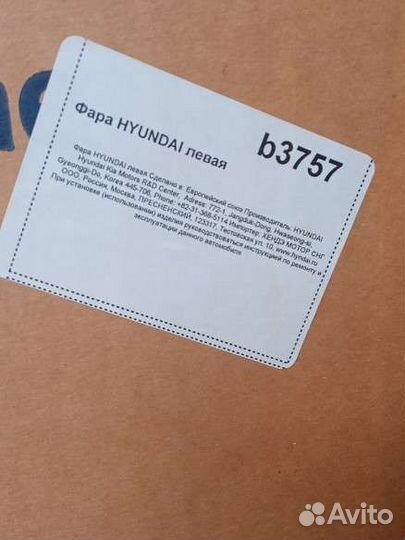 Фара HYUNDAI левая
b3757
Фара HYUNDAI левая Сделано в: Европейский союз Производитель: HYUNDAI
Hyundai Kia Motors R&D Center, Adress: 772-1, Jangduk-Dong, Hwaseong-si,
Gyeonggi-Do, Korea 445-706, Phone: +82-31-368-5114 Импортер: ХЕНДЭ МОТОР СНГ
ООО, Россия, Москва, ПРЕСНЕНСКИЙ, 123317, Тестовская ул. 10, www.hyndai.ru
При установке (использовании) изделия руководствоваться инструкцией по ремонту и
эксплуатации данного автомобиля
Avito